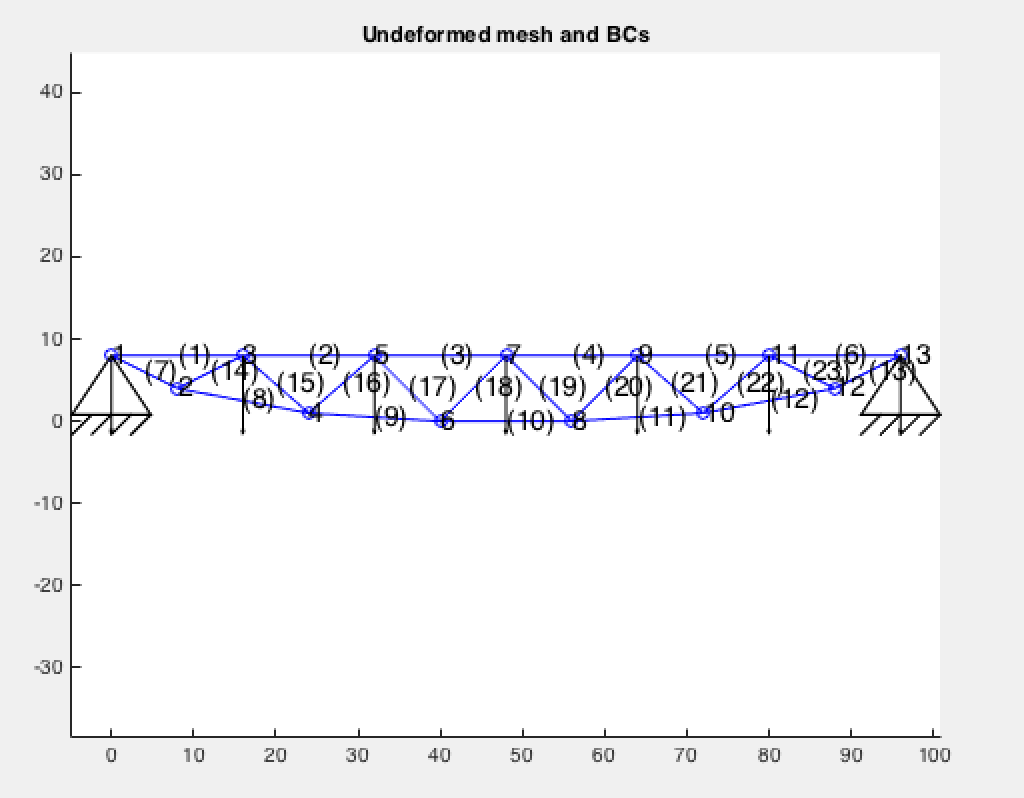 Undeformed mesh and BCs
40
30
20
10
0
-10
-20
-30
1 (1) 3 (2) 5 (3) 7 (4) 9 (5) 11 (6) 13
(7) (14) (15) (16) (17) (18) (19) (20) (21) (22) (23) (13)
2 (8) 4 (9) 6 (10) 8 (11) 10 (12) 12
0 10 20 30 40 50 60 70 80 90 100